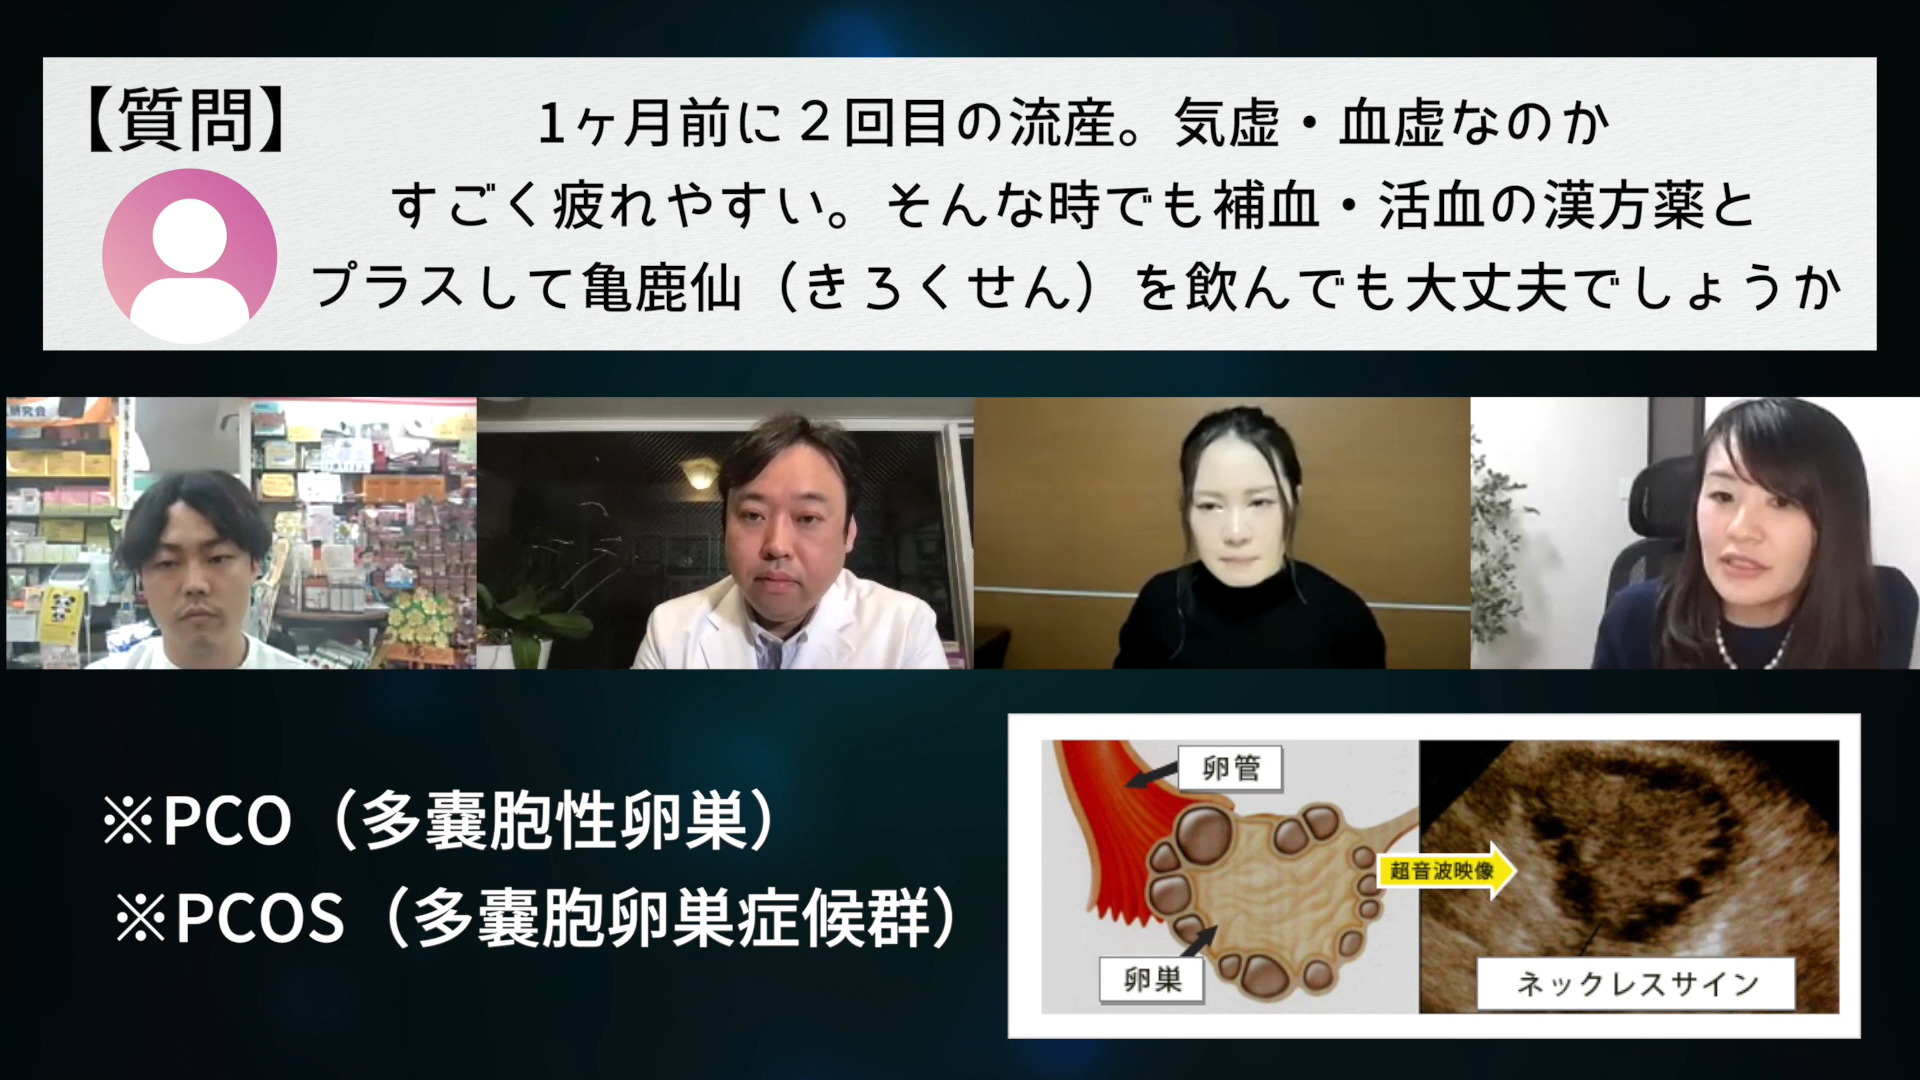 【質問】
1ヶ月前に２回目の流産。気虚・血虚なのか
すごく疲れやすい。そんな時でも補血・活血の漢方薬と
プラスして亀鹿仙（きろくせん）を飲んでも大丈夫でしょうか
研究会
※PCO（多嚢胞性卵巣）
※PCOS（多嚢胞卵巣症候群）
卵管
超音波映像
卵巣
ネックレスサイン